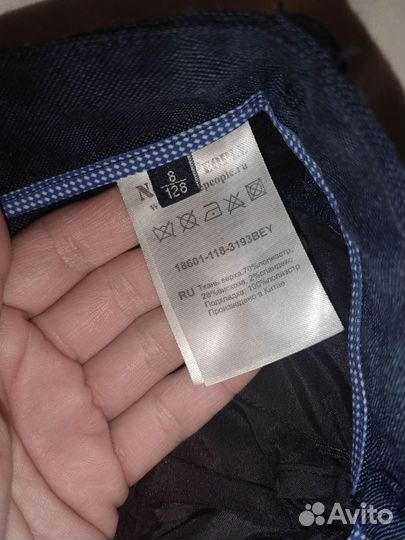 8
128
people.ru
18601-118-3193BEY
RU Ткань верха:70%полиэстр,
28%вискоза, 2%спандекс
Подкладка: 100%полиэстр
Произведено в Китае
Avito